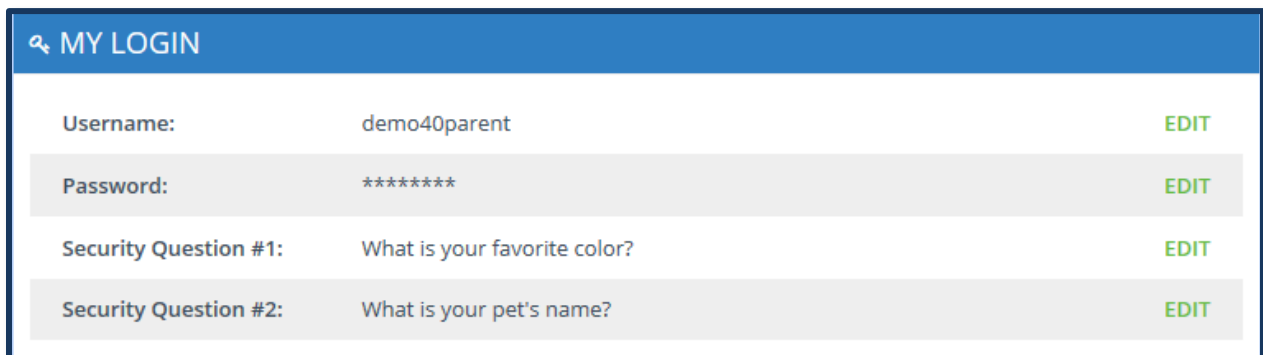 MY LOGIN
Username: demo40parent EDIT
Password: ******** EDIT
Security Question #1: What is your favorite color? EDIT
Security Question #2: What is your pet's name? EDIT